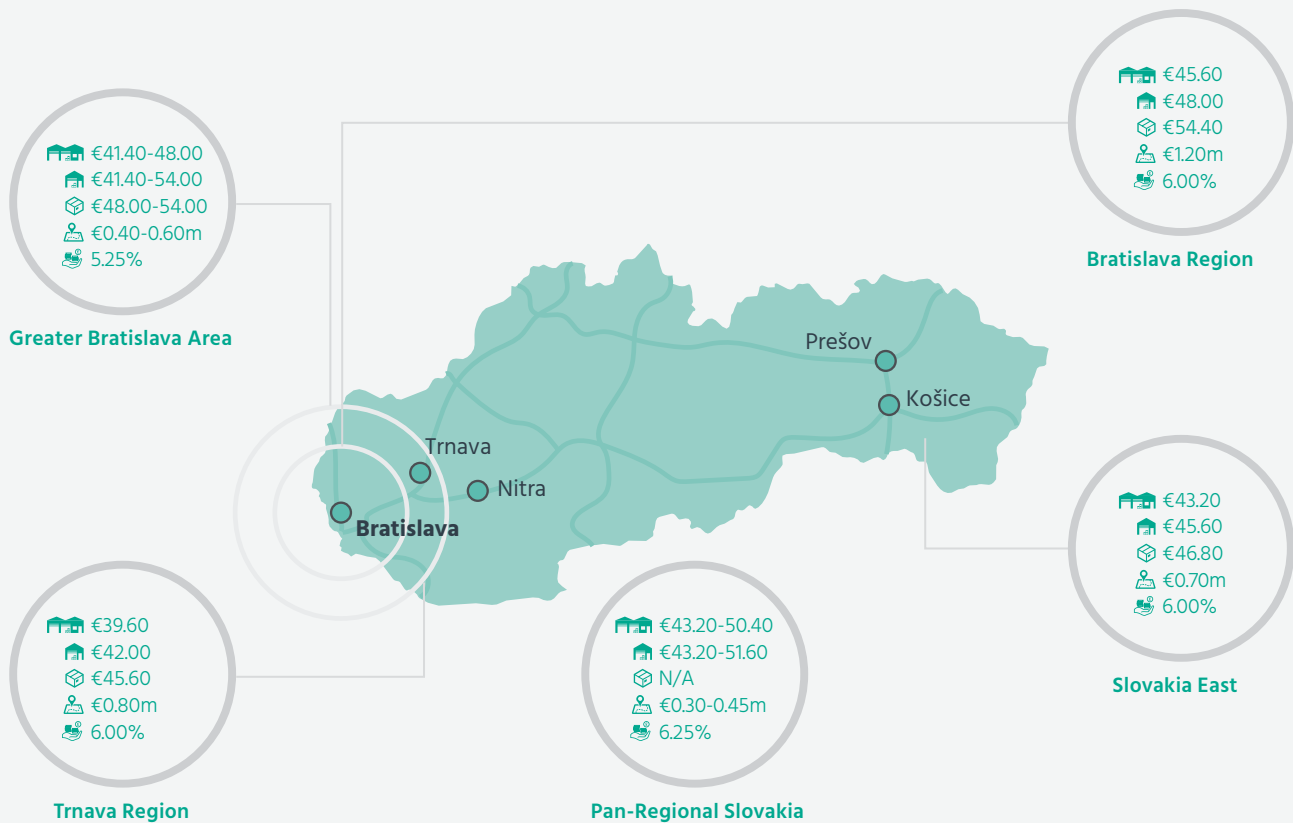 €45.60
€48.00
€54.40
€1.20m
6.00%
Bratislava Region
€41.40-48.00
€41.40-54.00
€48.00-54.00
€0.40-0.60m
5.25%
Greater Bratislava Area
Prešov
Košice
Trnava
Nitra
Bratislava
€43.20
€45.60
€46.80
€0.70m
6.00%
Slovakia East
€39.60
€42.00
€45.60
€0.80m
6.00%
Trnava Region
€43.20-50.40
€43.20-51.60
N/A
€0.30-0.45m
6.25%
Pan-Regional Slovakia